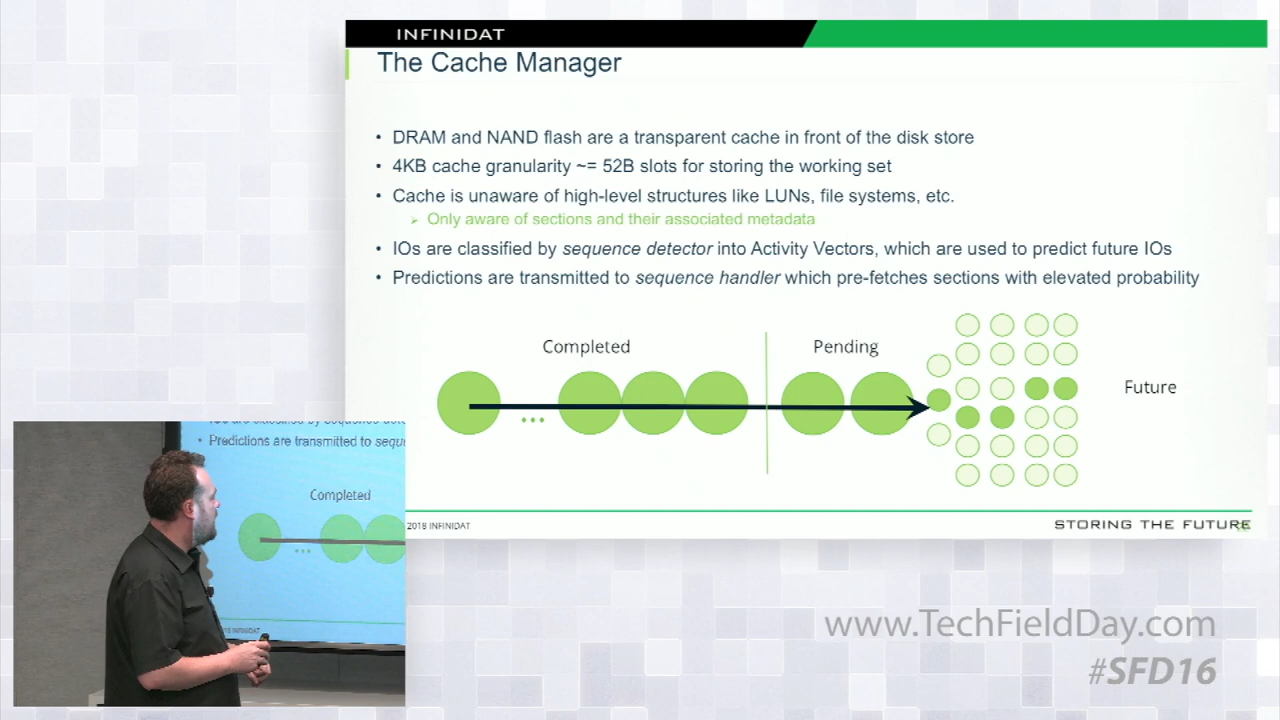 INFINIDAT
The Cache Manager
• DRAM and NAND flash are a transparent cache in front of the disk store
• 4KB cache granularity ~= 52B slots for storing the working set
• Cache is unaware of high-level structures like LUNs, file systems, etc.
➢ Only aware of sections and their associated metadata
• IOs are classified by sequence detector into Activity Vectors, which are used to predict future IOs
• Predictions are transmitted to sequence handler which pre-fetches sections with elevated probability
Completed
Pending
Future
...
2018 INFINIDAT
STORING THE FUTURE
• Predictions are transmitted to sequ
Completed
...
INFINIDAT
www.TechFieldDay.com
#SFD16